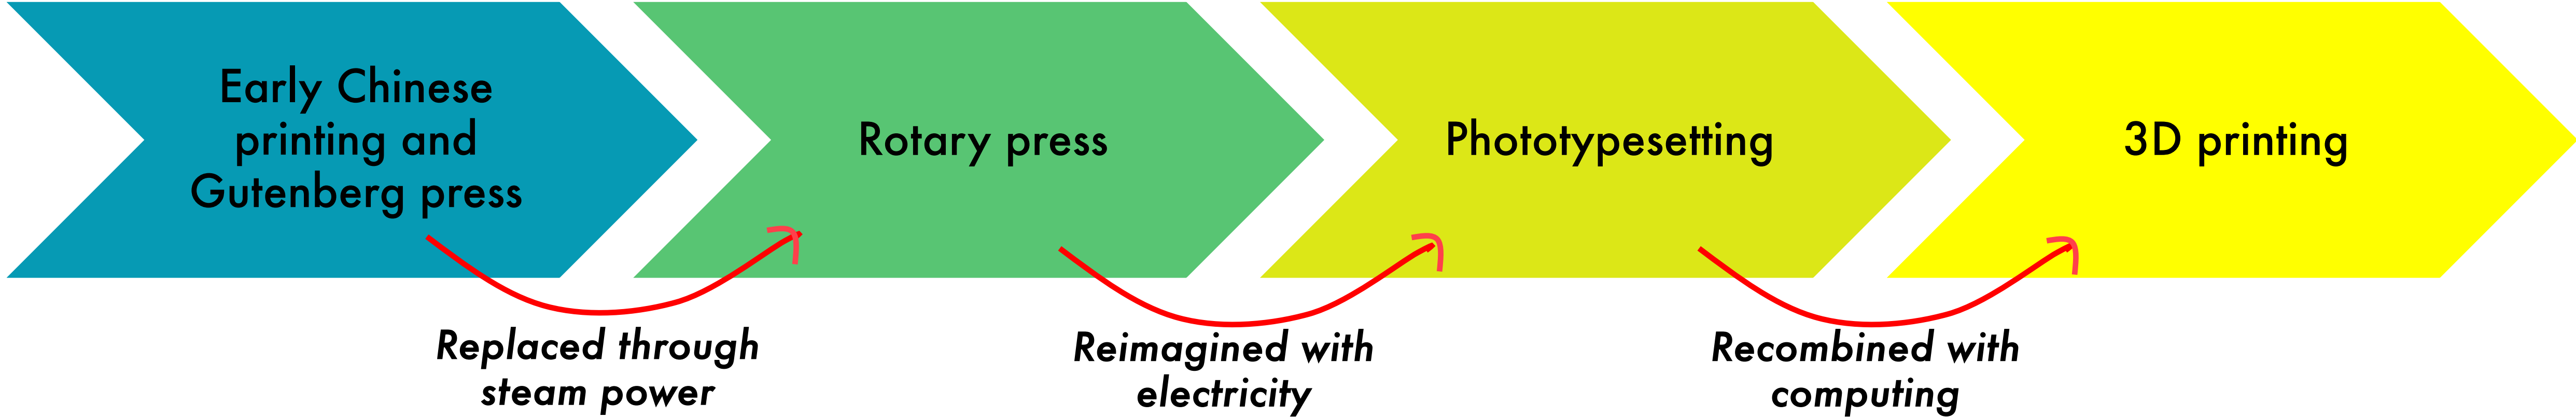 Early Chinese
printing and
Gutenberg press
Rotary press
Phototypesetting
3D printing
Replaced through
steam power
Reimagined with
electricity
Recombined with
computing